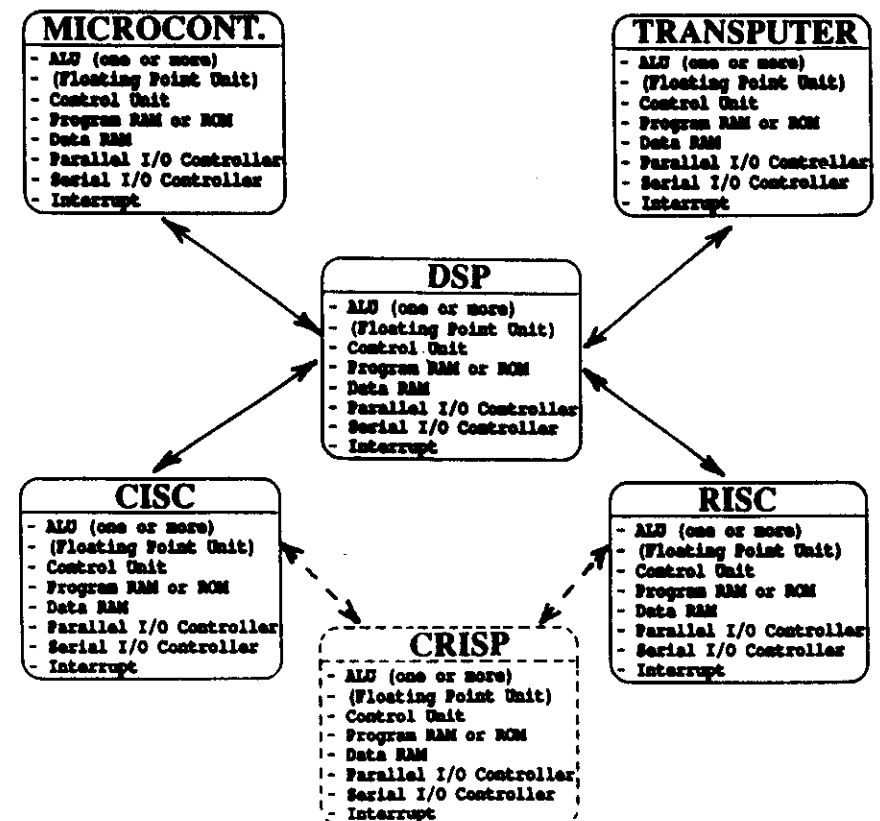 MICROCONT.
- ALU (one or more)
- (Floating Point Unit)
- Control Unit
- Program RAM or ROM
- Data RAM
- Parallel I/O Controller
- Serial I/O Controller
- Interrupt
TRANSPUTER
- ALU (one or more)
- (Floating Point Unit)
- Control Unit
- Program RAM or ROM
- Data RAM
- Parallel I/O Controller
- Serial I/O Controller
- Interrupt
DSP
- ALU (one or more)
- (Floating Point Unit)
- Control Unit
- Program RAM or ROM
- Data RAM
- Parallel I/O Controller
- Serial I/O Controller
- Interrupt
CISC
- ALU (one or more)
- (Floating Point Unit)
- Control Unit
- Program RAM or ROM
- Data RAM
- Parallel I/O Controller
- Serial I/O Controller
- Interrupt
RISC
- ALU (one or more)
- (Floating Point Unit)
- Control Unit
- Program RAM or ROM
- Data RAM
- Parallel I/O Controller
- Serial I/O Controller
- Interrupt
CRISP
- ALU (one or more)
- (Floating Point Unit)
- Control Unit
- Program RAM or ROM
- Data RAM
- Parallel I/O Controller
- Serial I/O Controller
- Interrupt